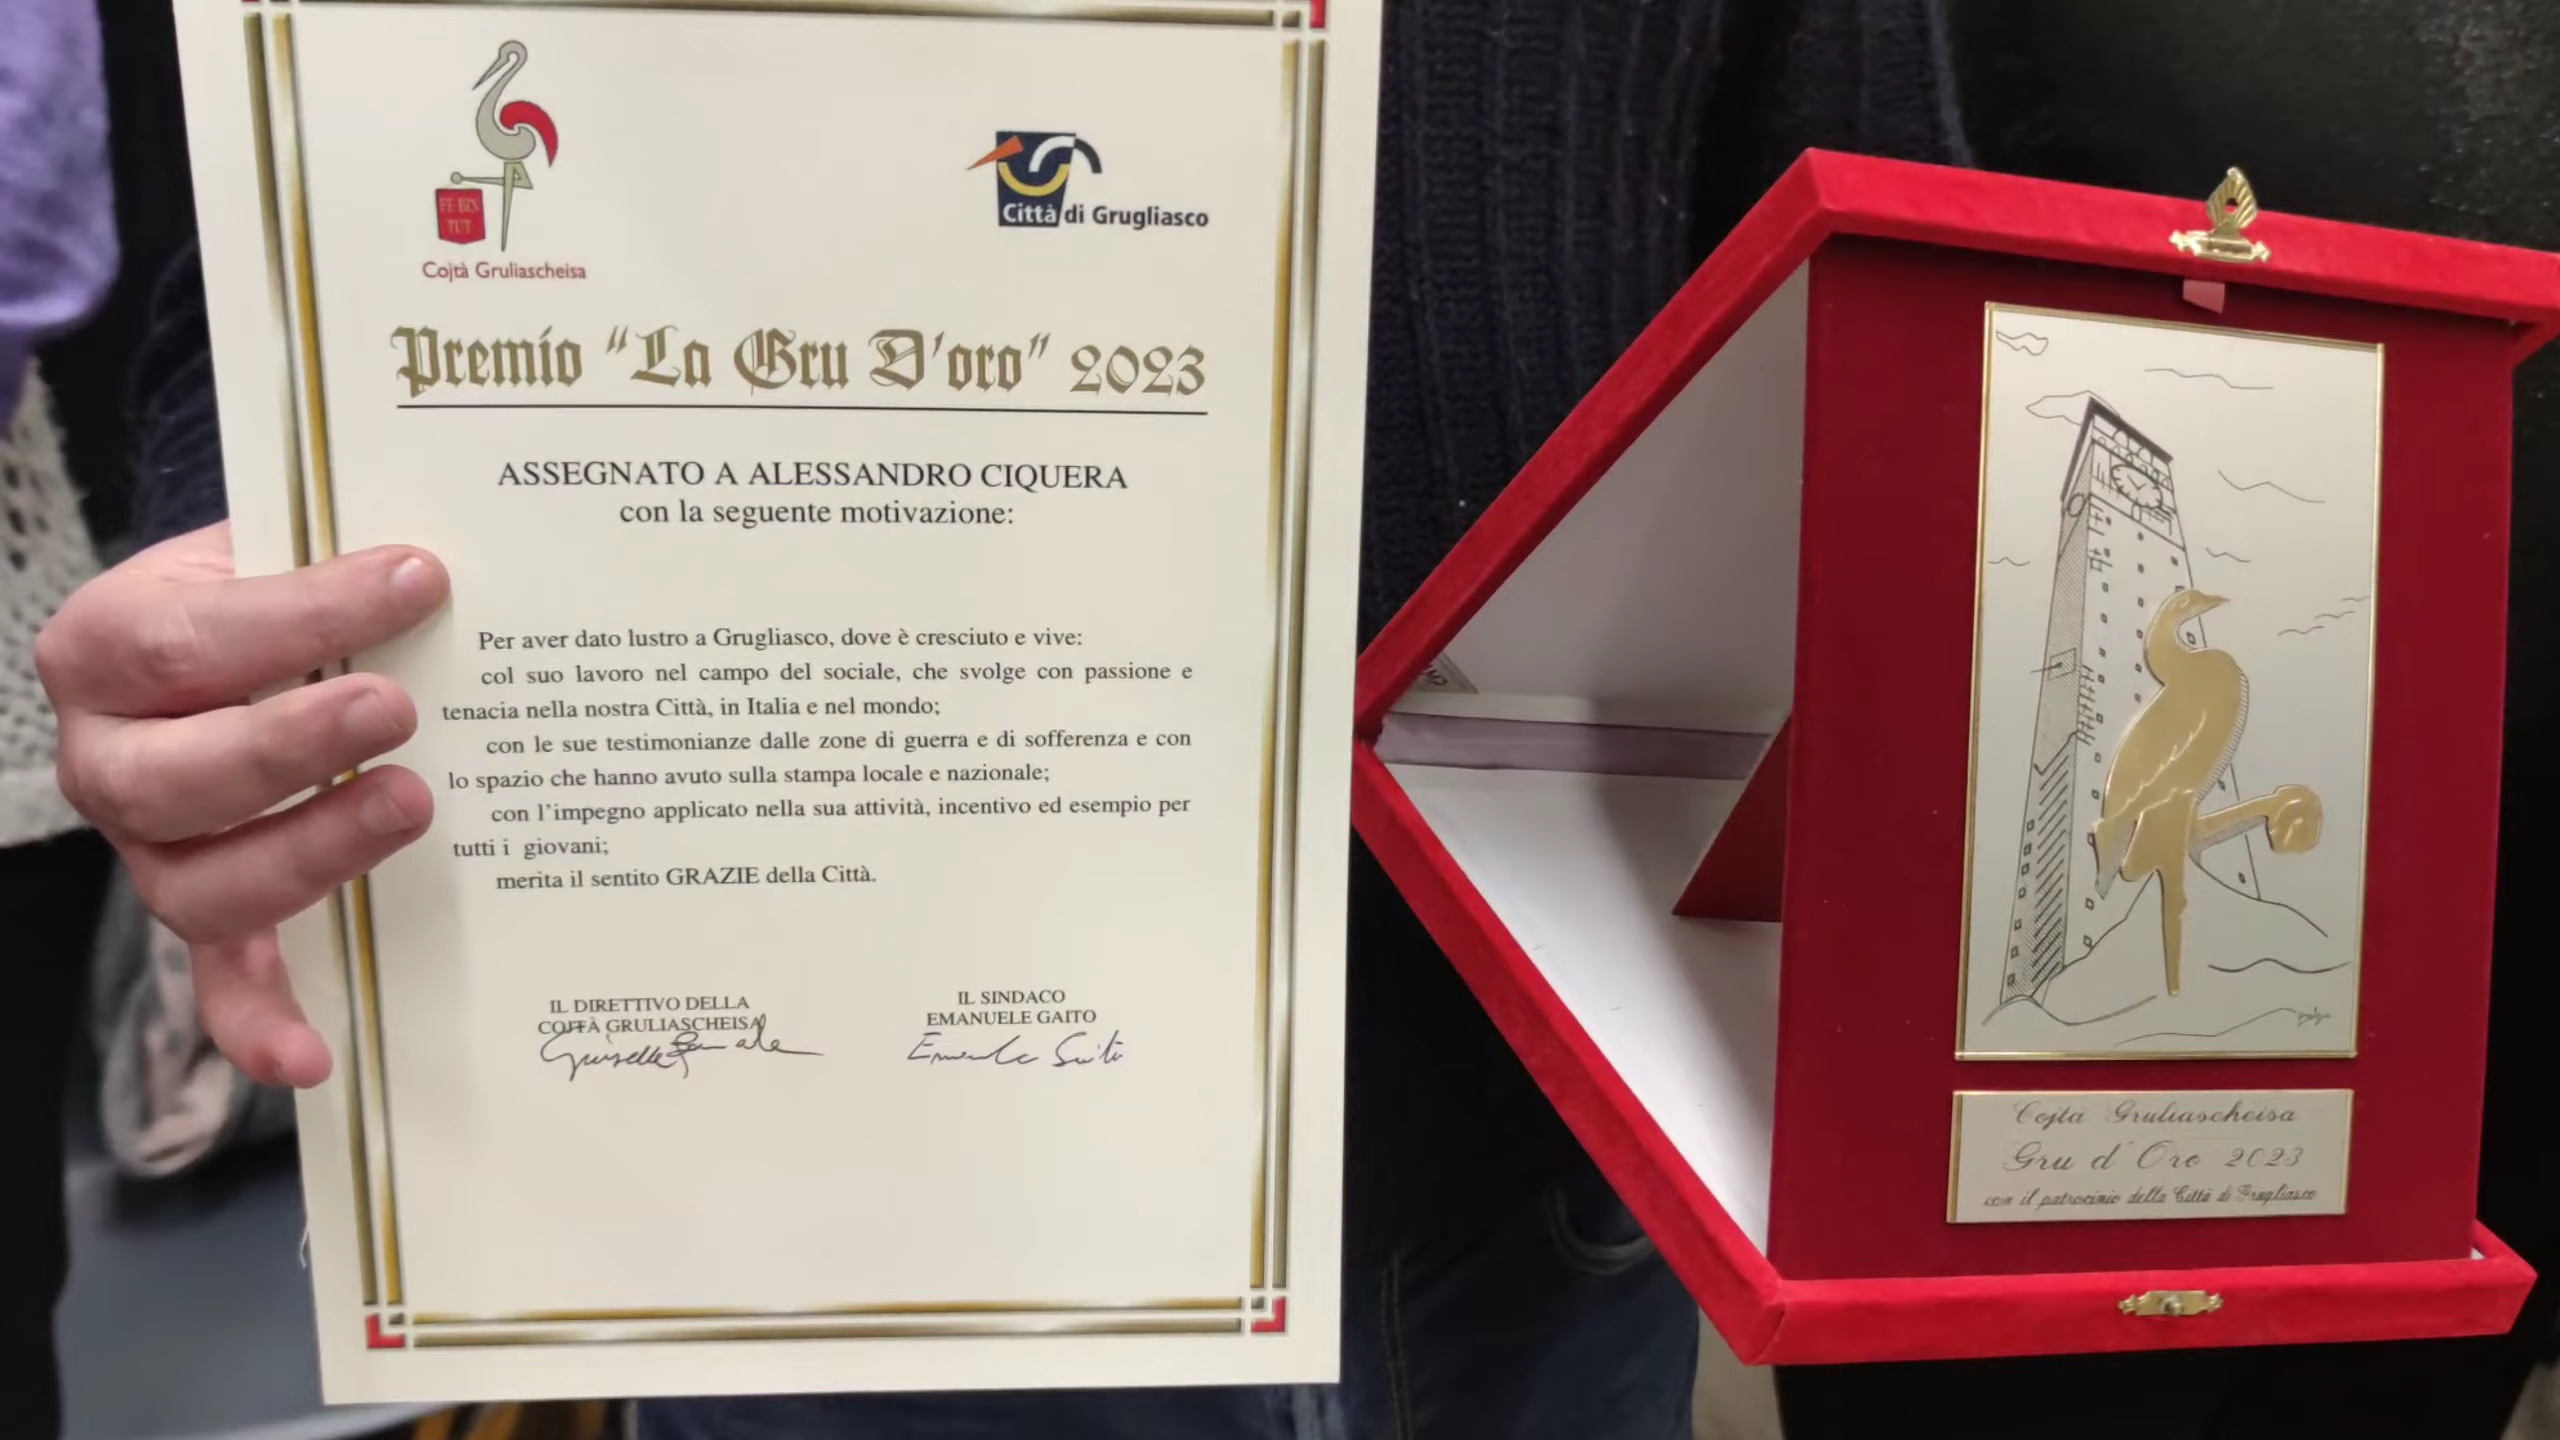 FE BIN
TUT
Cojtà Gruliascheisa
Città di Grugliasco
Premio "La Gru D'oro" 2023
ASSEGNATO A ALESSANDRO CIQUERA
con la seguente motivazione:
Per aver dato lustro a Grugliasco, dove è cresciuto e vive:
col suo lavoro nel campo del sociale, che svolge con passione e
tenacia nella nostra Città, in Italia e nel mondo;
con le sue testimonianze dalle zone di guerra e di sofferenza e con
lo spazio che hanno avuto sulla stampa locale e nazionale;
con l'impegno applicato nella sua attività, incentivo ed esempio per
tutti i giovani;
merita il sentito GRAZIE della Città.
IL DIRETTIVO DELLA
COJTÀ GRULIASCHEISA
IL SINDACO
EMANUELE GAITO
Cojta Gruliascheisa
Gru d'Oro 2023
con il patrocinio della Città di Grugliasco